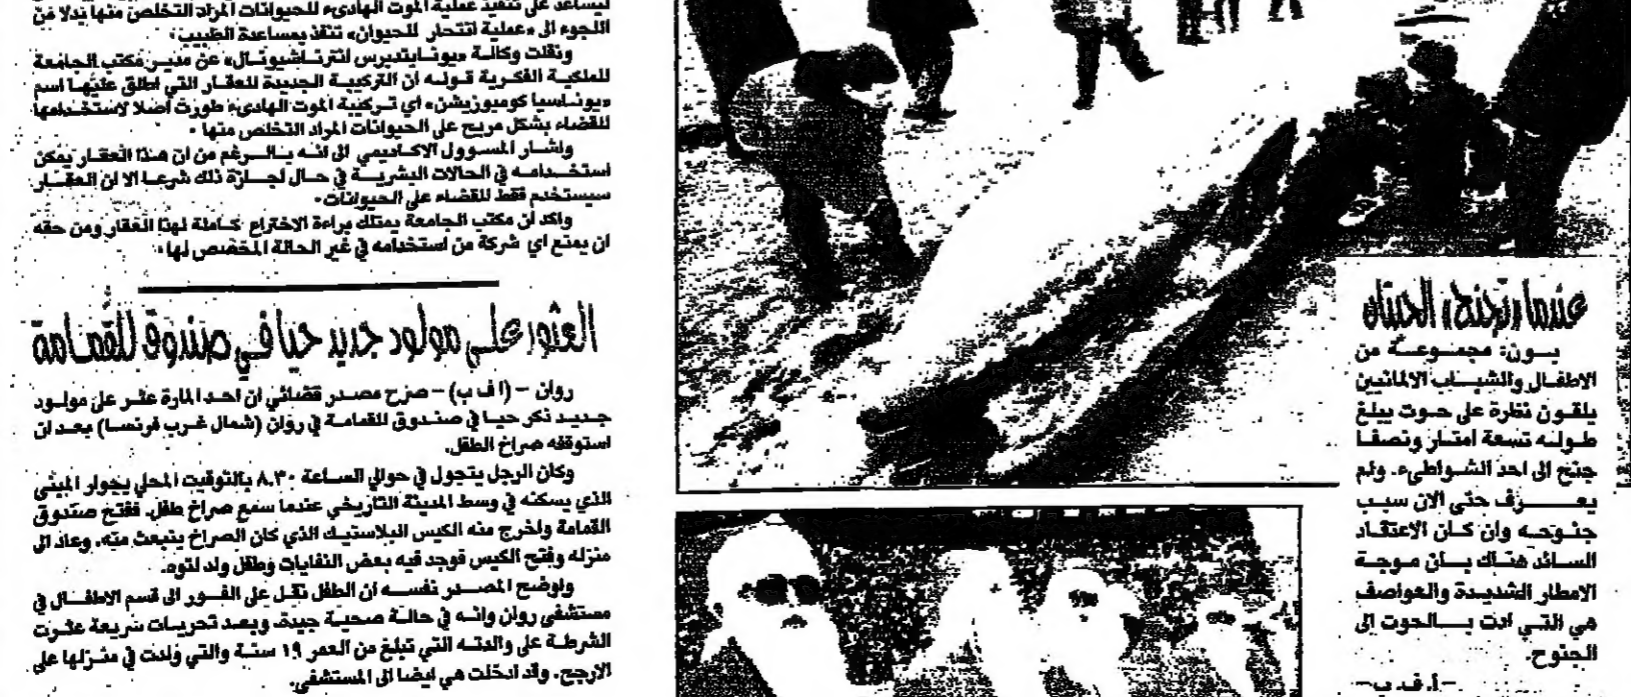 ليساعد على تنفيذ عملية الموت الهادىء للحيوانات المراد التخلص منها بدلا من
اللجوء الى «عملية انتحار للحيوان» تنفذ بمساعدة الطبيب.
ونقلت وكالة «يونايتدبرس انترناشيونال» عن مدير مكتب الجامعة
للملكية الفكرية قوله ان التركيبة الجديدة للعقار التي اطلق عليها اسم
«يوناسيا كومبوزيشن» اي تركيبة الموت الهادىء طورت اصلا لاستخدامها
للقضاء بشكل مريح على الحيوانات المراد التخلص منها.
واشار المسؤول الاكاديمي الى انه بالرغم من ان هذا العقار يمكن
استخدامه في الحالات البشرية في حال اجازة ذلك شرعا الا ان العقار
سيستخدم فقط للقضاء على الحيوانات.
واكد ان مكتب الجامعة يمتلك براءة الاختراع كاملة لهذا العقار ومن حقه
ان يمنع اي شركة من استخدامه في غير الحالة المخصص لها.
العثور على مولود جديد حيا في صندوق للقمامة
روان - (ا ف ب) - صرح مصدر قضائي ان احد المارة عثر على مولود
جديد ذكر حيا في صندوق للقمامة في روان (شمال غرب فرنسا) بعد ان
استوقفه صراخ الطفل.
وكان الرجل يتجول في حوالي الساعة ٨,٣٠ بالتوقيت المحلي بجوار المبنى
الذي يسكنه في وسط المدينة التاريخي عندما سمع صراخ طفل. ففتح صندوق
القمامة واخرج منه الكيس البلاستيك الذي كان الصراخ ينبعث منه. وعاد الى
منزله وفتح الكيس فوجد فيه بعض النفايات وطفل ولد لتوه.
واوضح المصدر نفسه ان الطفل نقل على الفور الى قسم الاطفال في
مستشفى روان وانه في حالة صحية جيدة. وبعد تحريات سريعة عثرت
الشرطة على والدته التي تبلغ من العمر ١٩ سنة والتي ولدت في منزلها على
الارجح. وقد ادخلت هي ايضا الى المستشفى.
عندما «تجنح» الحيتان
بون: مجموعة من
الاطفال والشباب الالمانيين
يلقون نظرة على حوت يبلغ
طوله تسعة امتار ونصفا
جنح الى احد الشواطىء. ولم
يعرف حتى الان سبب
جنوحه وان كان الاعتقاد
السائد هناك بان موجة
الامطار الشديدة والعواصف
هي التي ادت بالحوت الى
الجنوح.
-أ. ف. ب-